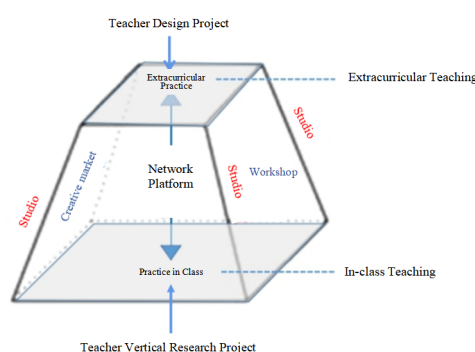 Teacher Design Project
Extracurricular
Practice
Extracurricular Teaching
Studio
Creative market
Network
Platform
Studio
Workshop
Studio
Practice in Class
In-class Teaching
Teacher Vertical Research Project